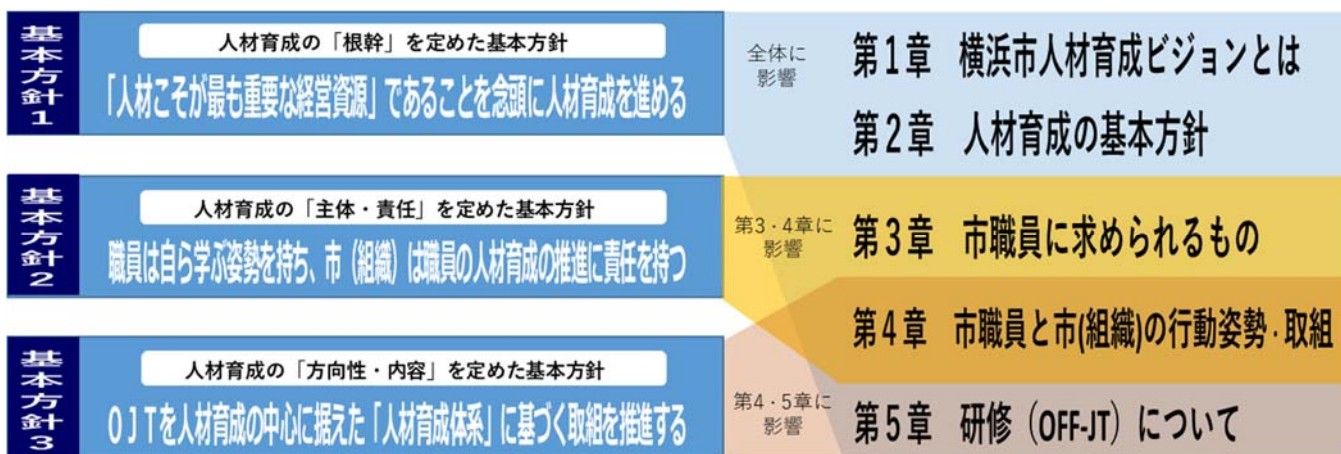 基本方針1
人材育成の「根幹」を定めた基本方針
「人材こそが最も重要な経営資源」であることを念頭に人材育成を進める
基本方針2
人材育成の「主体・責任」を定めた基本方針
職員は自ら学ぶ姿勢を持ち、市（組織）は職員の人材育成の推進に責任を持つ
基本方針3
人材育成の「方向性・内容」を定めた基本方針
OJTを人材育成の中心に据えた「人材育成体系」に基づく取組を推進する
全体に
影響
第3・4章に
影響
第4・5章に
影響
第1章 横浜市人材育成ビジョンとは
第2章 人材育成の基本方針
第3章 市職員に求められるもの
第4章 市職員と市(組織)の行動姿勢・取組
第5章 研修（OFF-JT）について